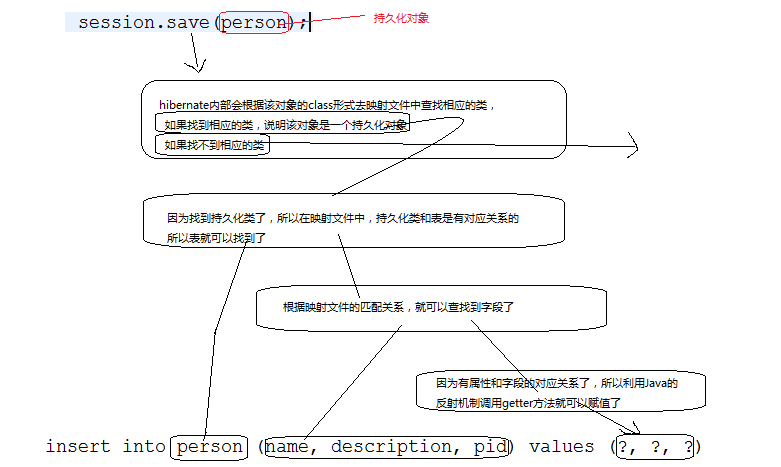 session.save(person);
持久化对象
hibernate内部会根据该对象的class形式去映射文件中查找相应的类，
如果找到相应的类，说明该对象是一个持久化对象
如果找不到相应的类
因为找到持久化类了，所以在映射文件中，持久化类和表是有对应关系的
所以表就可以找到了
根据映射文件的匹配关系，就可以查找到字段了
因为有属性和字段的对应关系了，所以利用Java的
反射机制调用getter方法就可以赋值了
insert into person (name, description, pid) values (?, ?, ?)